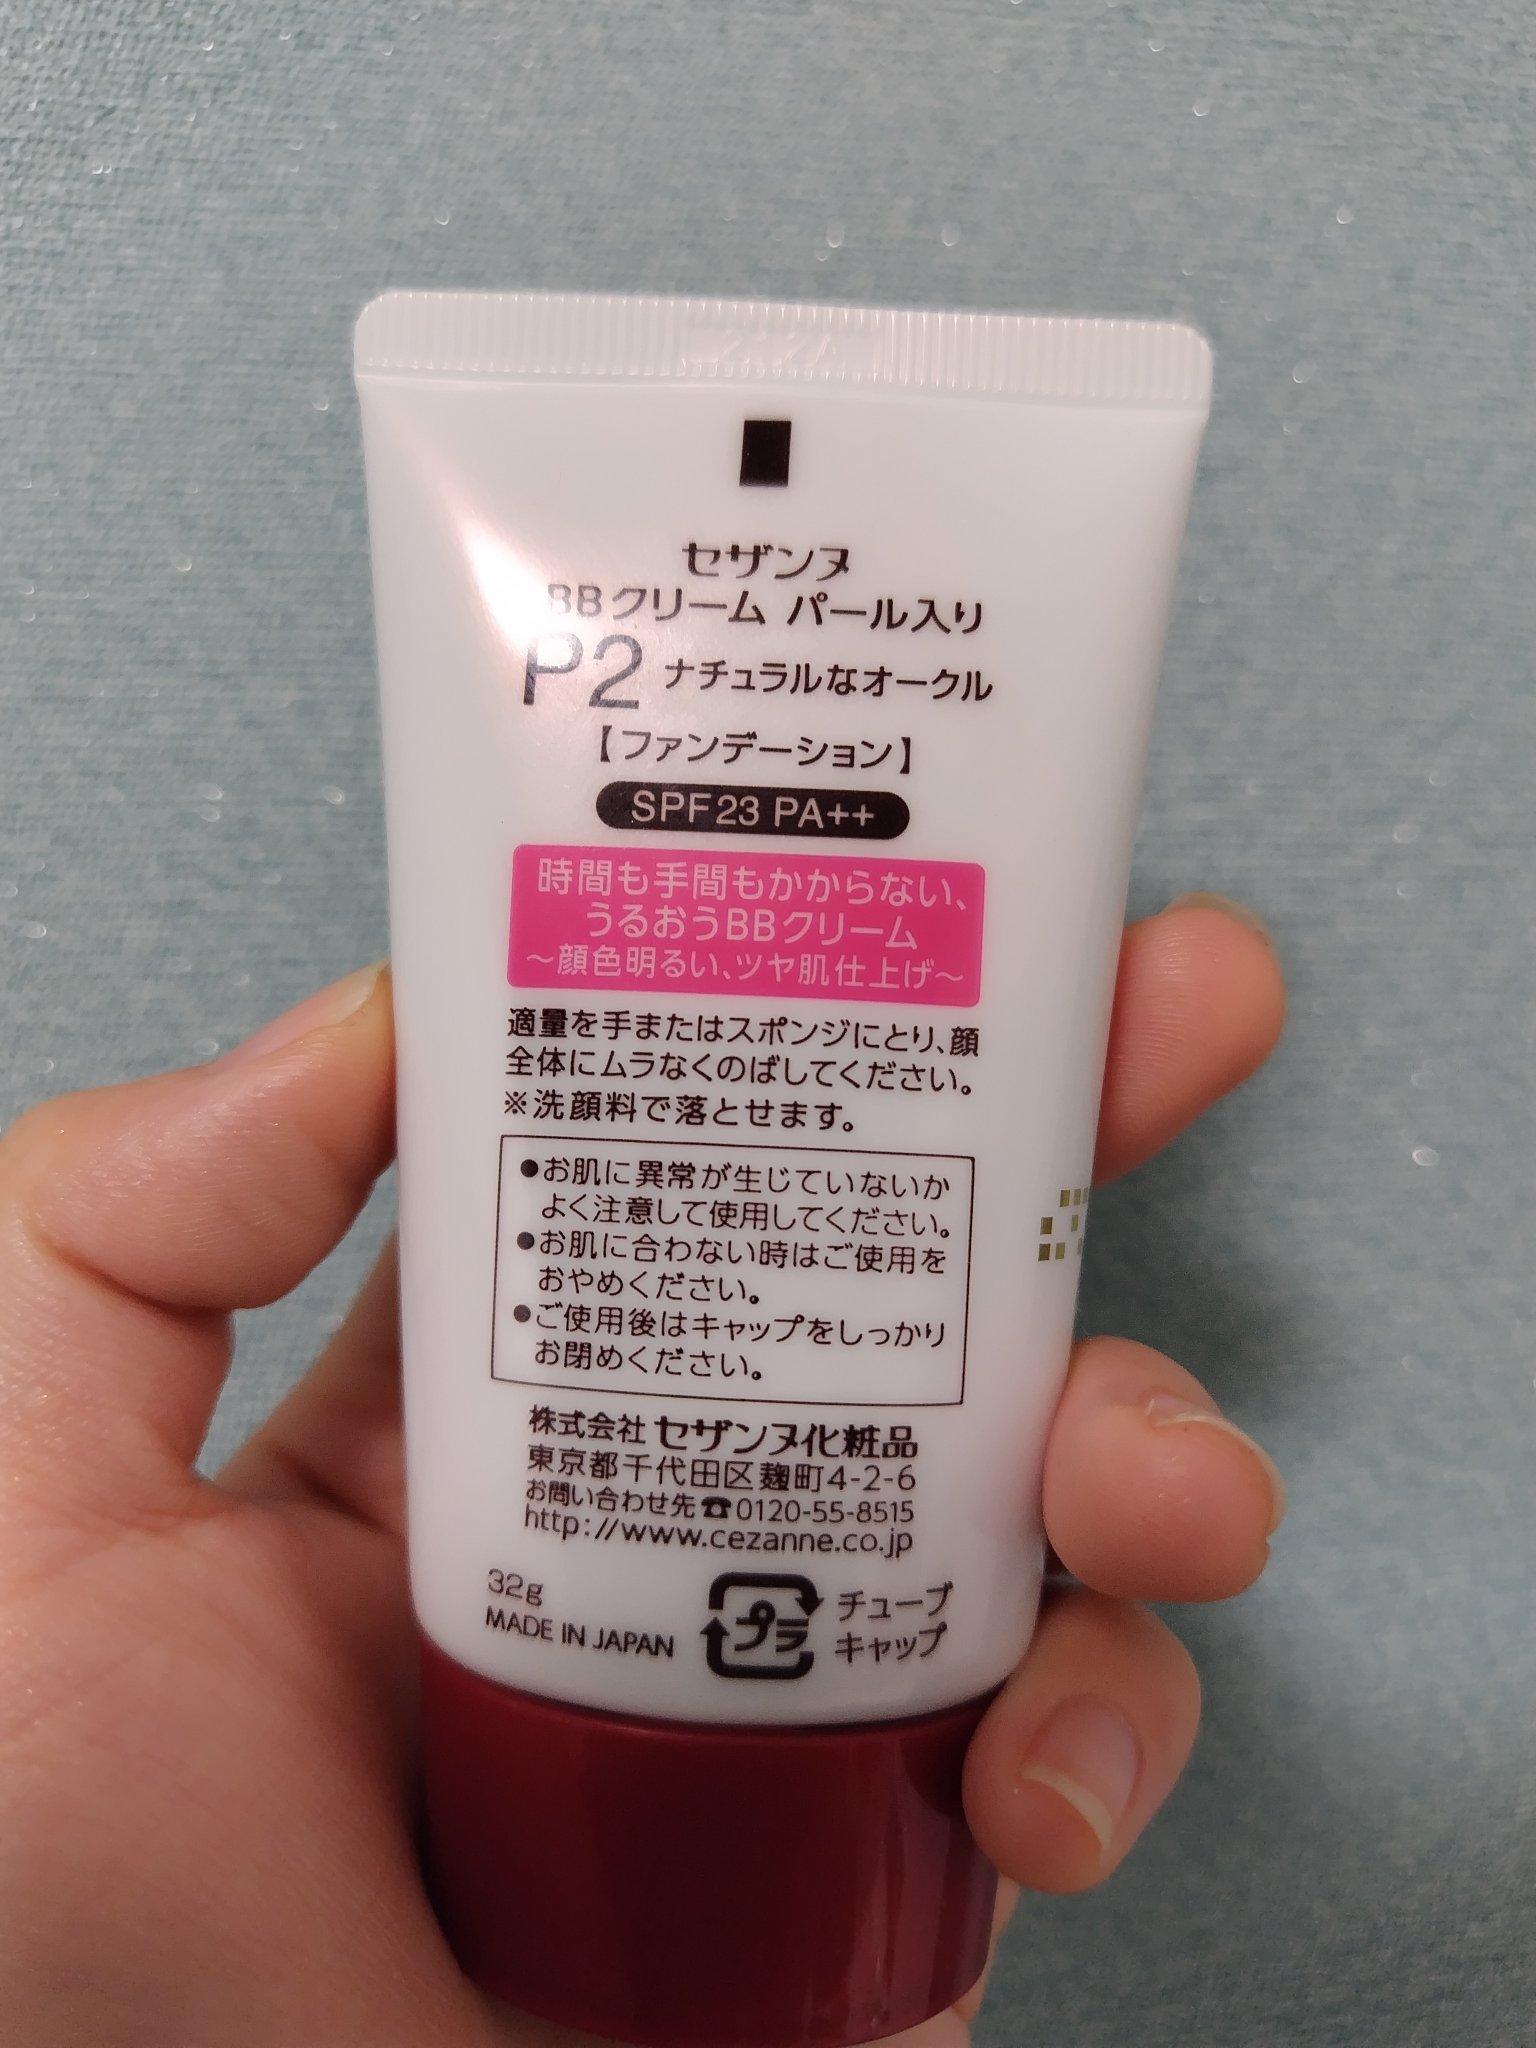 セザンヌ
BBクリーム パール入り
P2 ナチュラルなオークル
【ファンデーション】
SPF23 PA++
時間も手間もかからない、
うるおうBBクリーム
～顔色明るい、ツヤ肌仕上げ～
適量を手またはスポンジにとり、顔
全体にムラなくのばしてください。
※洗顔料で落とせます。
●お肌に異常が生じていないか
よく注意して使用してください。
●お肌に合わない時はご使用を
おやめください。
●ご使用後はキャップをしっかり
お閉めください。
株式会社 セザンヌ化粧品
東京都千代田区麹町4-2-6
お問い合わせ先☎0120-55-8515
http://www.cezanne.co.jp
32g
MADE IN JAPAN
プラ
チューブ
キャップ